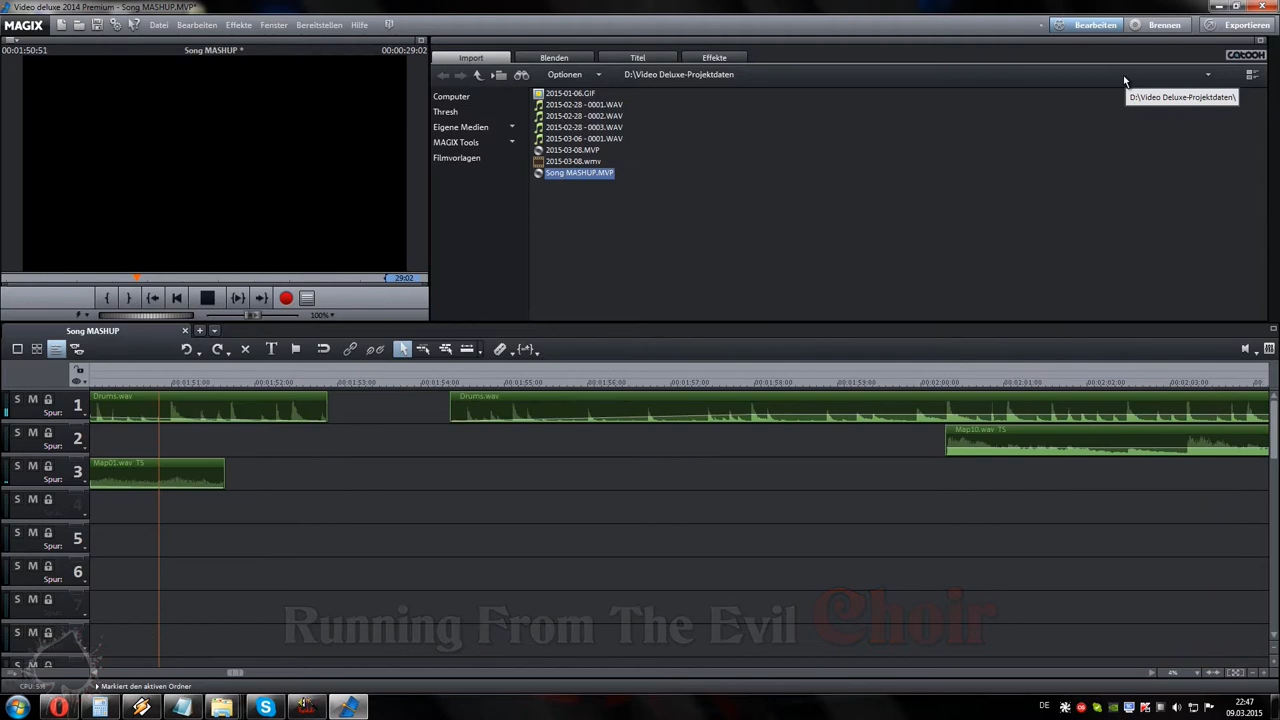 Video deluxe 2014 Premium - Song MASHUP.MVP*
MAGIX Datei Bearbeiten Effekte Fenster Bereitstellen Hilfe Bearbeiten Brennen Exportieren
00:01:50:51 Song MASHUP * 00:00:29:02
Import Blenden Titel Effekte catooh
Optionen D:\Video Deluxe-Projektdaten
D:\Video Deluxe-Projektdaten\
Computer
Thresh
Eigene Medien
MAGIX Tools
Filmvorlagen
2015-01-06.GIF
2015-02-28 - 0001.WAV
2015-02-28 - 0002.WAV
2015-02-28 - 0003.WAV
2015-03-06 - 0001.WAV
2015-03-08.MVP
2015-03-08.wmv
Song MASHUP.MVP
29:02
100%
Song MASHUP
00:01:51:00 00:01:52:00 00:01:53:00 00:01:54:00 00:01:55:00 00:01:56:00 00:01:57:00 00:01:58:00 00:01:59:00 00:02:00:00 00:02:01:00 00:02:02:00 00:02:03:00 00
S M 1 Drums.wav Drums.wav
Spur:
S M 2 Map10.wav T5
Spur:
S M 3 Map01.wav T5
Spur:
S M 4
Spur:
S M 5
Spur:
S M 6
Spur:
S M 7
Spur:
S M
Spur:
S M
Running From The Evil Choir
4%
CPU: 5% Markiert den aktiven Ordner
DE 22:47
09.03.2015